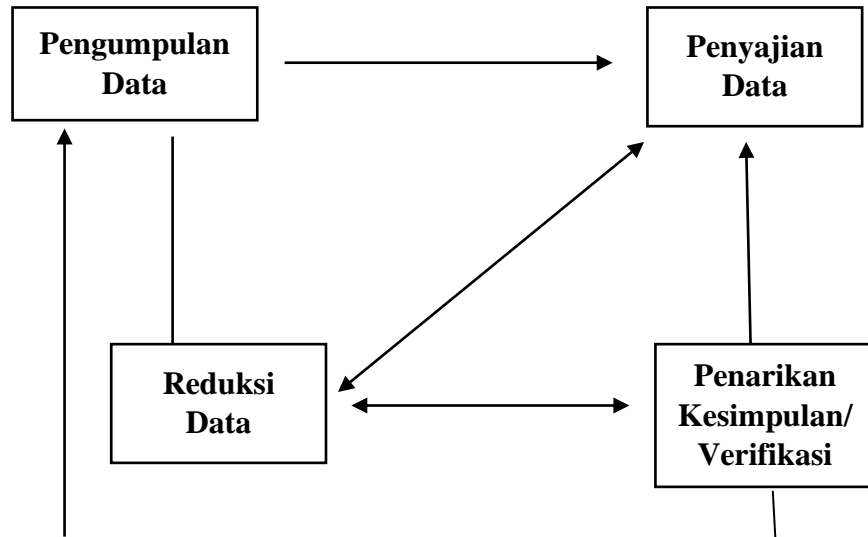 Pengumpulan
Data
Penyajian
Data
Reduksi
Data
Penarikan
Kesimpulan/
Verifikasi